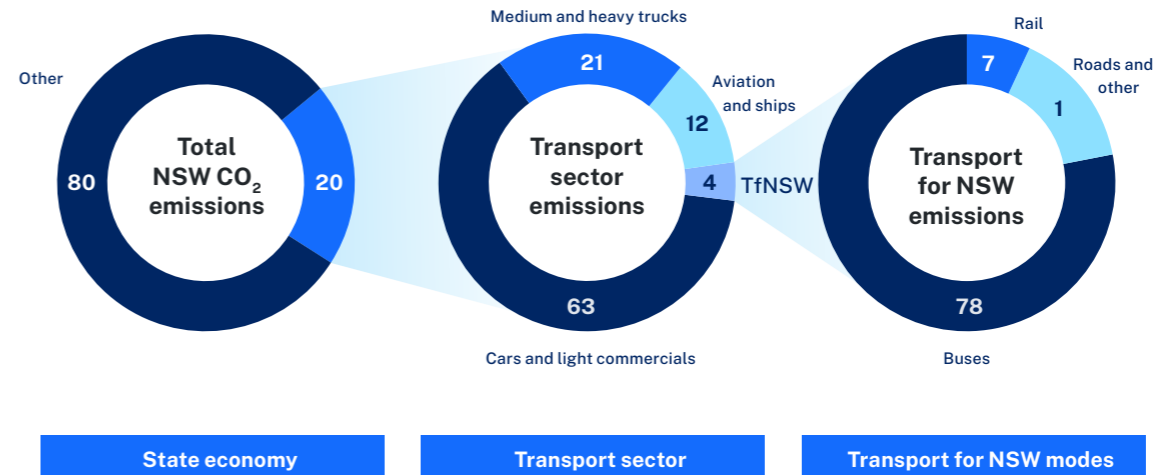 Other
80
Total
NSW CO₂
emissions
20
Medium and heavy trucks
21
Aviation
and ships
12
Transport
sector
emissions
4
TfNSW
63
Cars and light commercials
Rail
7
Roads and
other
1
Transport
for NSW
emissions
78
Buses
State economy
Transport sector
Transport for NSW modes